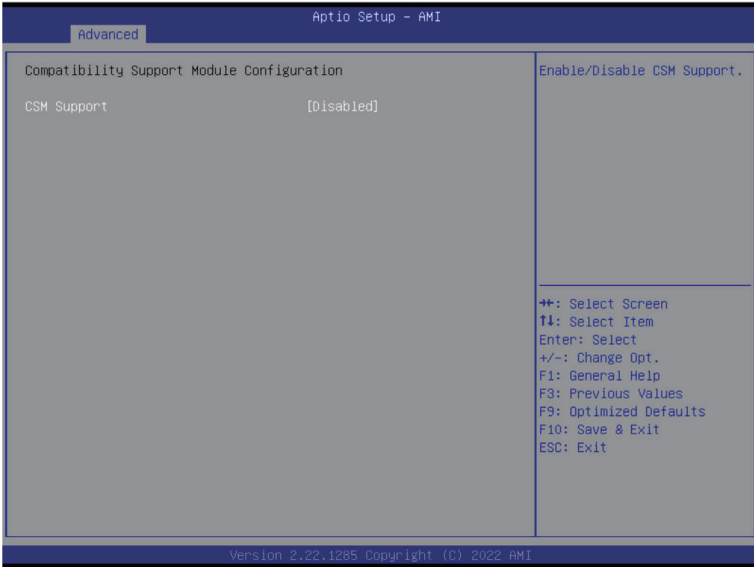 Aptio Setup – AMI
Advanced
Compatibility Support Module Configuration
CSM Support [Disabled]
Enable/Disable CSM Support.
→←: Select Screen
↑↓: Select Item
Enter: Select
+/-: Change Opt.
F1: General Help
F3: Previous Values
F9: Optimized Defaults
F10: Save & Exit
ESC: Exit
Version 2.22.1285 Copyright (C) 2022 AMI